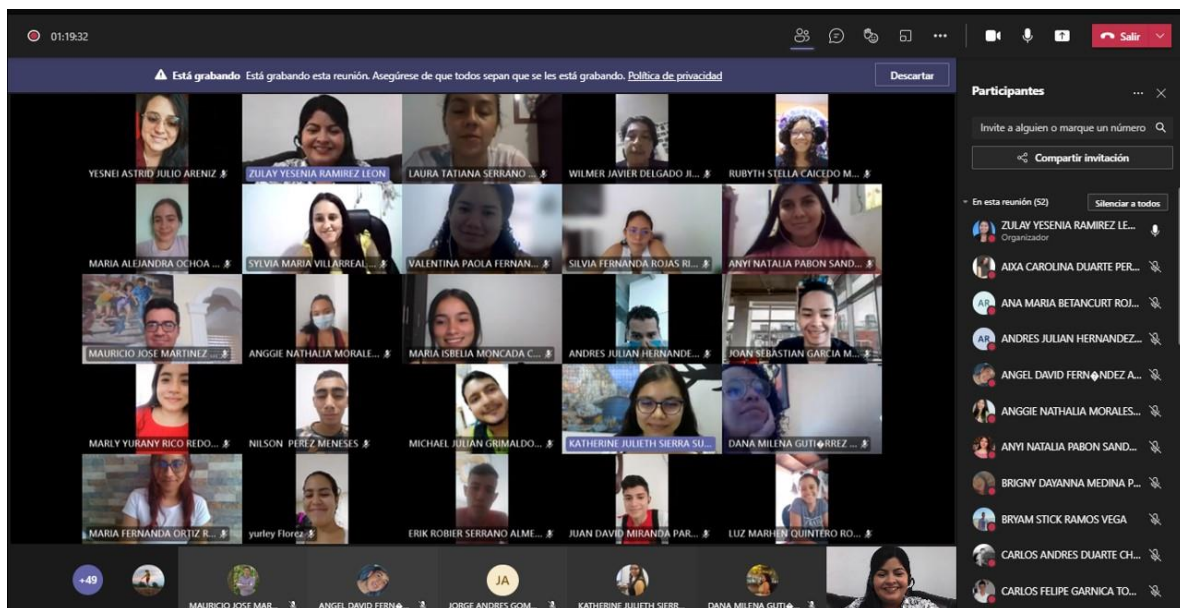 01:19:32
Salir
Está grabando Está grabando esta reunión. Asegúrese de que todos sepan que se les está grabando. Política de privacidad
Descartar
YESNEI ASTRID JULIO ARENIZ
ZULAY YESENIA RAMIREZ LEON
LAURA TATIANA SERRANO ...
WILMER JAVIER DELGADO JI...
RUBYTH STELLA CAICEDO M...
MARIA ALEJANDRA OCHOA ...
SYLVIA MARIA VILLARREAL ...
VALENTINA PAOLA FERNAN...
SILVIA FERNANDA ROJAS RI...
ANYI NATALIA PABON SAND...
MAURICIO JOSE MARTINEZ ...
ANGGIE NATHALIA MORALE...
MARIA ISBELIA MONCADA C...
ANDRES JULIAN HERNANDE...
JOAN SEBASTIAN GARCIA M...
MARLY YURANY RICO REDO...
NILSON PEREZ MENESES
MICHAEL JULIAN GRIMALDO...
KATHERINE JULIETH SIERRA SU...
DANA MILENA GUTI�RREZ ...
MARIA FERNANDA ORTIZ R...
yurley Florez
ERIK ROBIER SERRANO ALME...
JUAN DAVID MIRANDA PAR...
LUZ MARHEN QUINTERO RO...
+49
MAURICIO JOSE MAR...
ANGEL DAVID FERN�...
JA
JORGE ANDRES GOM...
KATHERINE JULIETH SIERR...
DANA MILENA GUTI�...
Participantes
Invite a alguien o marque un número
Compartir invitación
En esta reunión (52)
Silenciar a todos
ZULAY YESENIA RAMIREZ LE...
Organizador
AIXA CAROLINA DUARTE PER...
AR
ANA MARIA BETANCURT ROJ...
AR
ANDRES JULIAN HERNANDEZ...
ANGEL DAVID FERN�NDEZ A...
ANGGIE NATHALIA MORALES...
ANYI NATALIA PABON SAND...
BRIGNY DAYANNA MEDINA P...
BRYAM STICK RAMOS VEGA
CARLOS ANDRES DUARTE CH...
CARLOS FELIPE GARNICA TO...